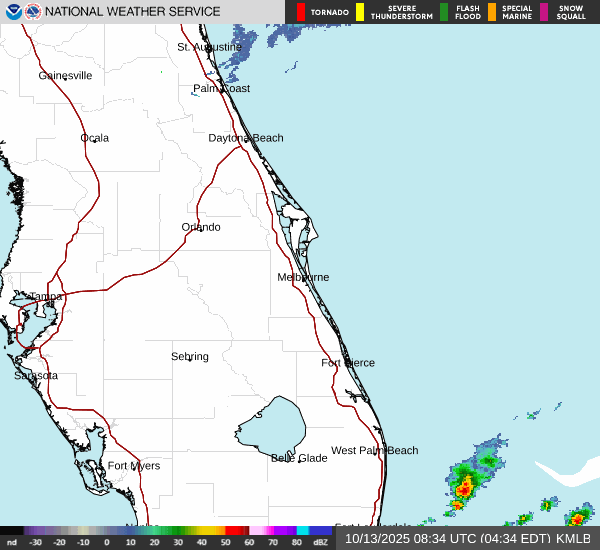 NATIONAL WEATHER SERVICE
TORNADO
SEVERE THUNDERSTORM
FLASH FLOOD
SPECIAL MARINE
SNOW SQUALL
St. Augustine
Gainesville
Palm Coast
Ocala
Daytona Beach
Orlando
Melbourne
Tampa
Sebring
Fort Pierce
Sarasota
West Palm Beach
Belle Glade
Fort Myers
nd -30 -20 -10 0 10 20 30 40 50 60 70 80 dBZ
10/13/2025 08:34 UTC (04:34 EDT) KMLB